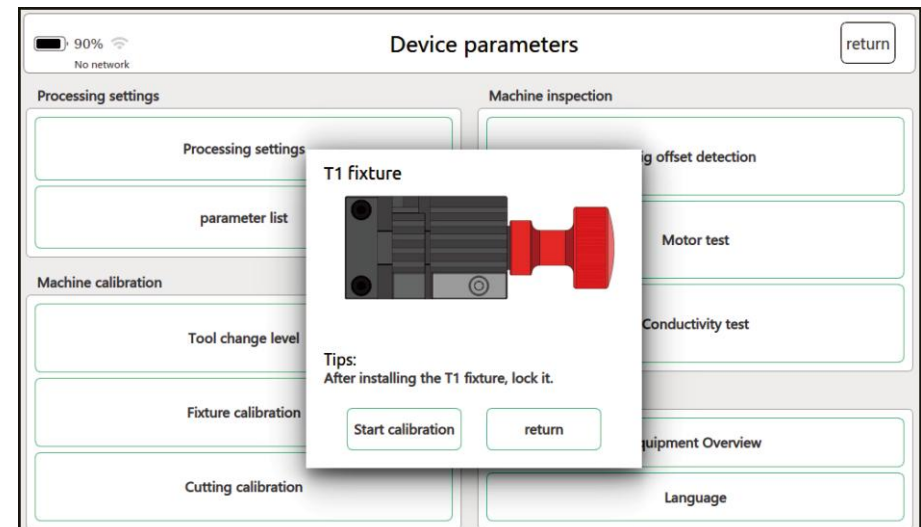 90%
No network
Device parameters
return
Processing settings
Machine inspection
Processing settings
parameter list
ig offset detection
Motor test
Conductivity test
Machine calibration
Tool change level
Fixture calibration
Cutting calibration
T1 fixture
Tips:
After installing the T1 fixture, lock it.
Start calibration
return
quipment Overview
Language